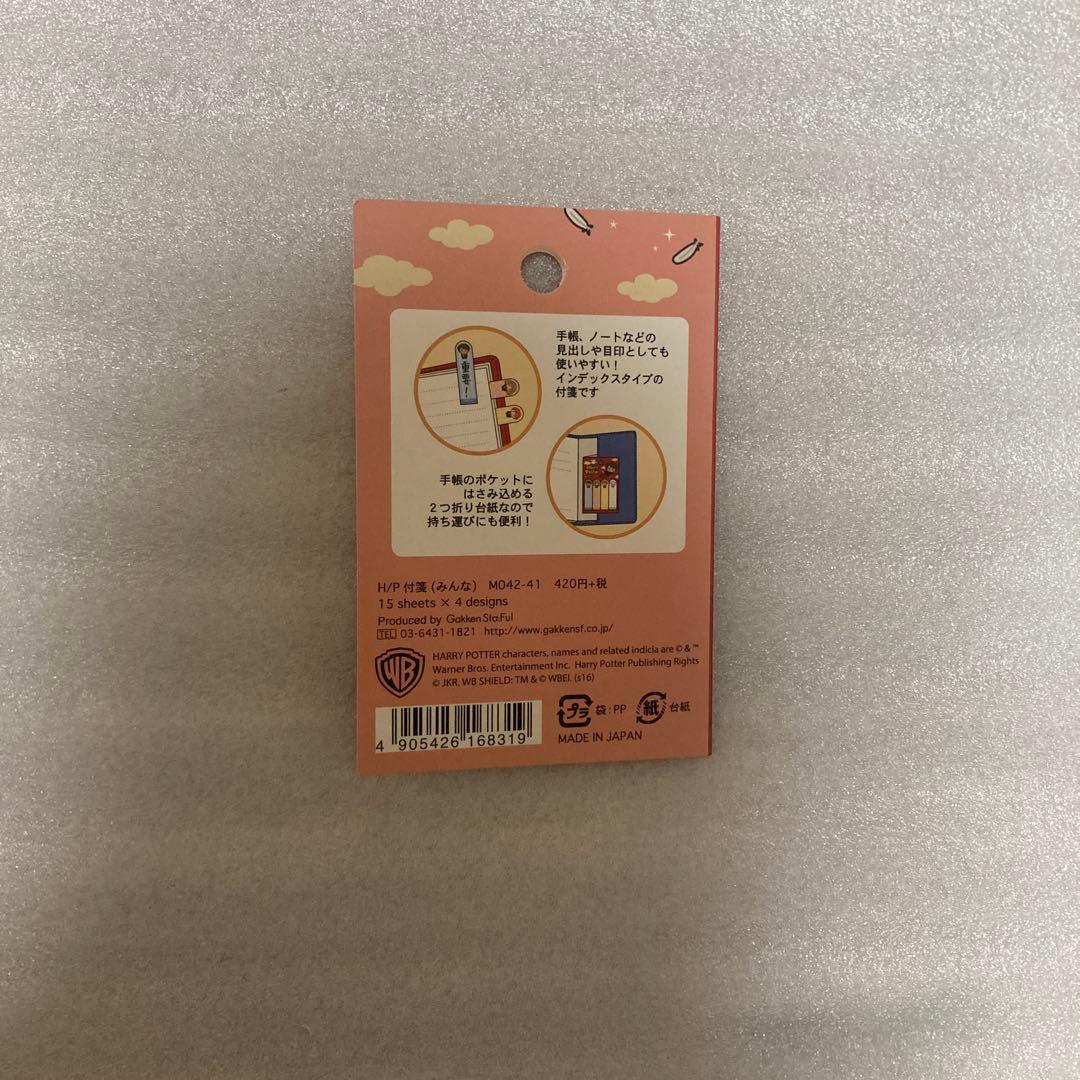 手帳、ノートなどの
見出しや目印としても
使いやすい！
インデックスタイプの
付箋です
重要！
手帳のポケットに
はさみ込める
2つ折り台紙なので
持ち運びにも便利！
H/P 付箋 (みんな) M042-41 420円+税
15 sheets × 4 designs
Produced by Gakken Sta:Ful
TEL 03-6431-1821 http://www.gakkensf.co.jp/
WB
HARRY POTTER characters, names and related indicia are © & ™
Warner Bros. Entertainment Inc. Harry Potter Publishing Rights
© JKR. WB SHIELD: TM & © WBEI. (s16)
プラ 袋:PP 紙 台紙
MADE IN JAPAN
4 905426 168319